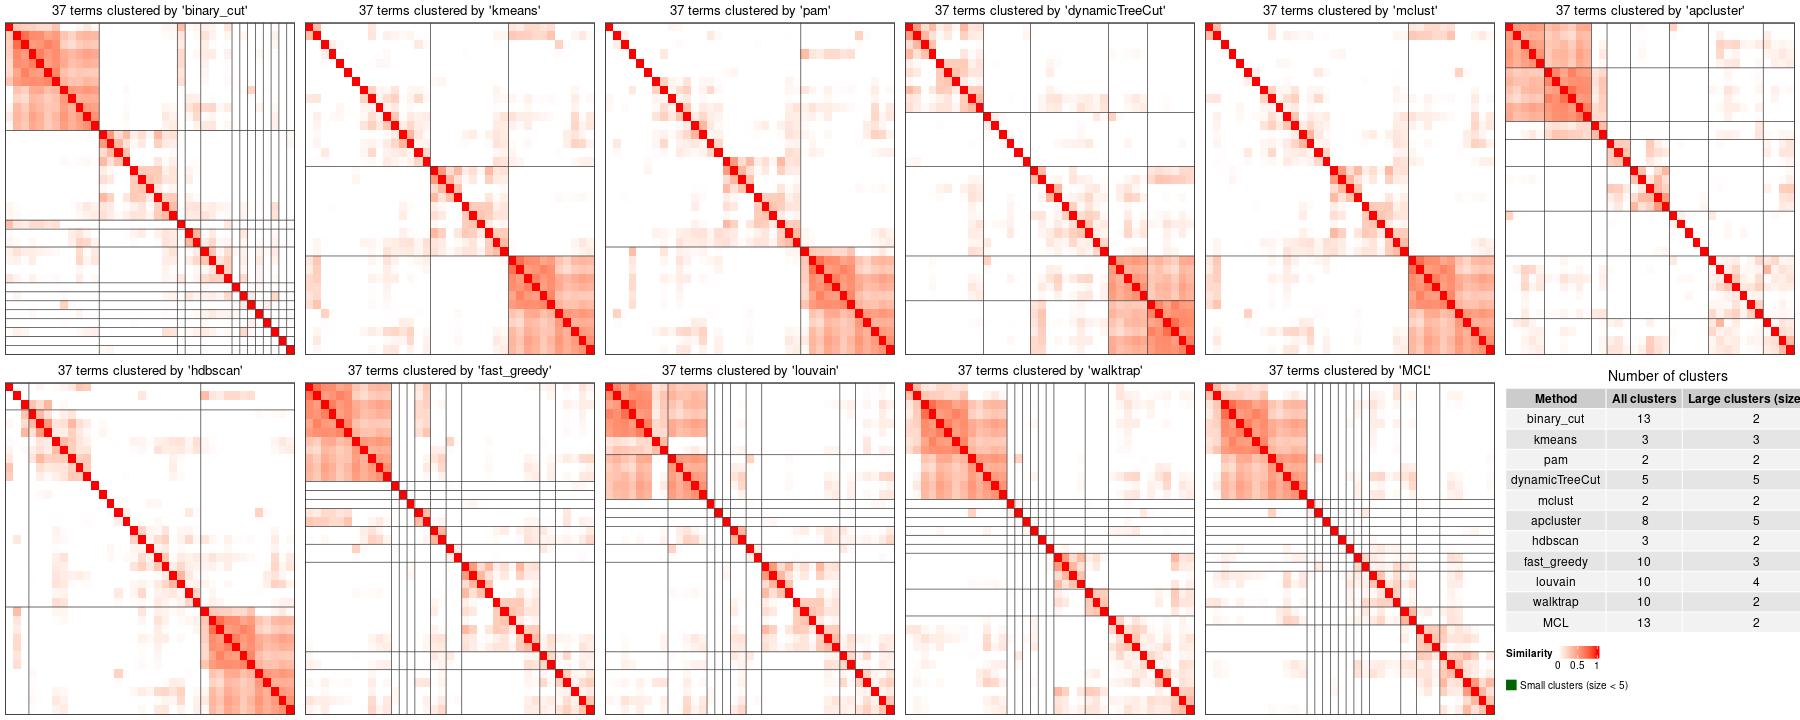 37 terms clustered by 'binary_cut'
37 terms clustered by 'kmeans'
37 terms clustered by 'pam'
37 terms clustered by 'dynamicTreeCut'
37 terms clustered by 'mclust'
37 terms clustered by 'apcluster'
37 terms clustered by 'hdbscan'
37 terms clustered by 'fast_greedy'
37 terms clustered by 'louvain'
37 terms clustered by 'walktrap'
37 terms clustered by 'MCL'
Number of clusters
Method All clusters Large clusters (size
binary_cut 13 2
kmeans 3 3
pam 2 2
dynamicTreeCut 5 5
mclust 2 2
apcluster 8 5
hdbscan 3 2
fast_greedy 10 3
louvain 10 4
walktrap 10 2
MCL 13 2
Similarity
0 0.5 1
Small clusters (size < 5)